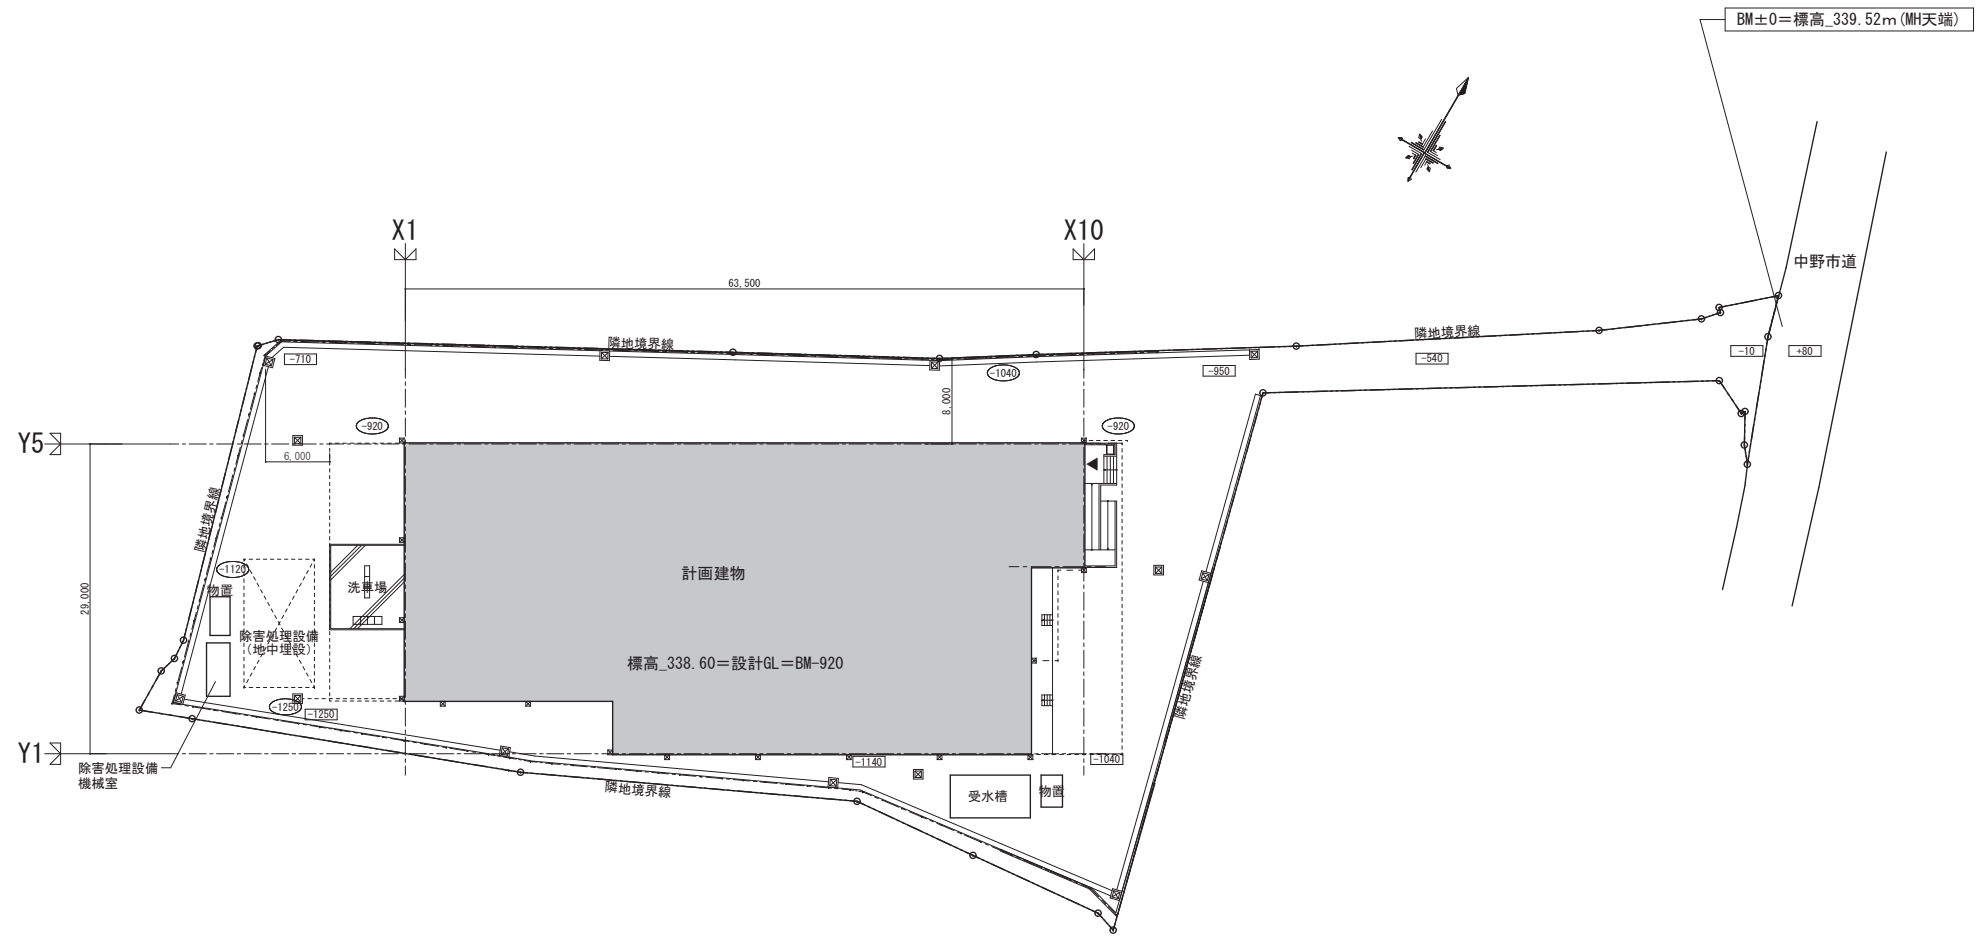 BM±0＝標高_339.52ｍ(MH天端)
中野市道
X1
X10
63,500
隣地境界線
隣地境界線
-710
-1040
-950
-540
-10
+80
8,000
-920
-920
Y5
6,000
隣地境界線
29,000
-1120
物置
洗車場
計画建物
除害処理設備
(地中埋設)
標高_338.60＝設計GL＝BM-920
隣地境界線
-1250
-1250
Y1
-1140
-1040
除害処理設備
機械室
隣地境界線
受水槽
物置